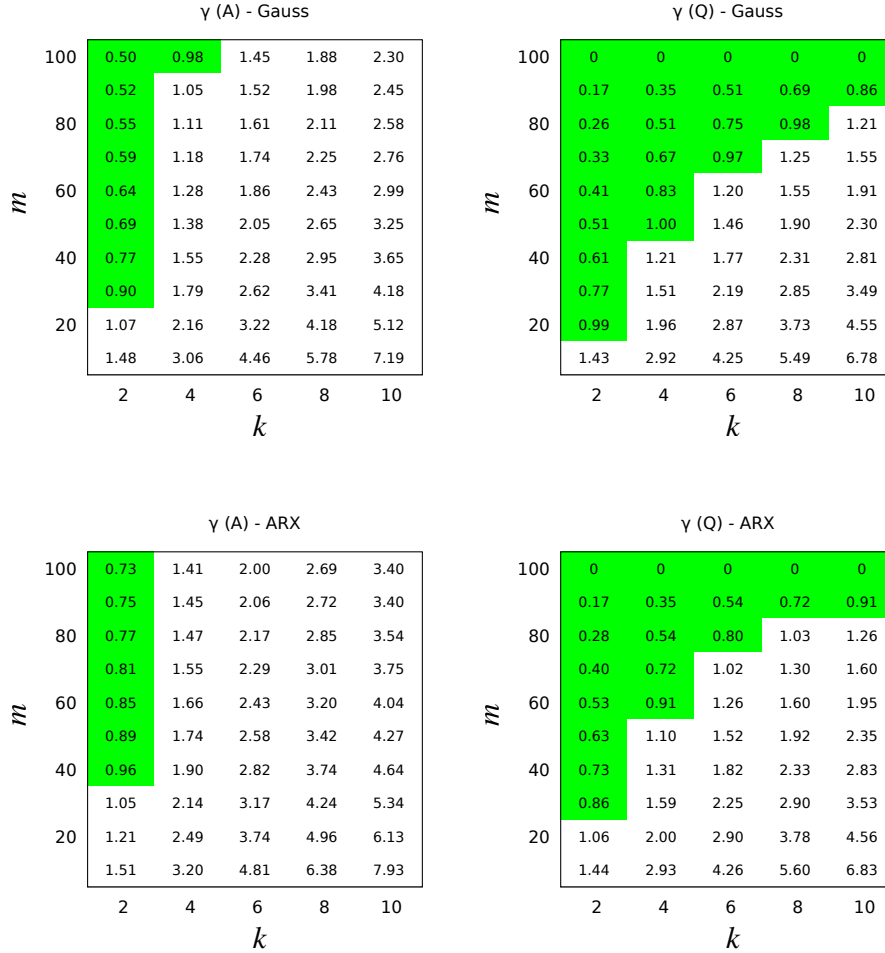 γ (A) - Gauss
100 0.50 0.98 1.45 1.88 2.30
0.52 1.05 1.52 1.98 2.45
80 0.55 1.11 1.61 2.11 2.58
0.59 1.18 1.74 2.25 2.76
60 0.64 1.28 1.86 2.43 2.99
0.69 1.38 2.05 2.65 3.25
40 0.77 1.55 2.28 2.95 3.65
0.90 1.79 2.62 3.41 4.18
20 1.07 2.16 3.22 4.18 5.12
1.48 3.06 4.46 5.78 7.19
2 4 6 8 10
m
k
γ (Q) - Gauss
100 0 0 0 0 0
0.17 0.35 0.51 0.69 0.86
80 0.26 0.51 0.75 0.98 1.21
0.33 0.67 0.97 1.25 1.55
60 0.41 0.83 1.20 1.55 1.91
0.51 1.00 1.46 1.90 2.30
40 0.61 1.21 1.77 2.31 2.81
0.77 1.51 2.19 2.85 3.49
20 0.99 1.96 2.87 3.73 4.55
1.43 2.92 4.25 5.49 6.78
2 4 6 8 10
m
k
γ (A) - ARX
100 0.73 1.41 2.00 2.69 3.40
0.75 1.45 2.06 2.72 3.40
80 0.77 1.47 2.17 2.85 3.54
0.81 1.55 2.29 3.01 3.75
60 0.85 1.66 2.43 3.20 4.04
0.89 1.74 2.58 3.42 4.27
40 0.96 1.90 2.82 3.74 4.64
1.05 2.14 3.17 4.24 5.34
20 1.21 2.49 3.74 4.96 6.13
1.51 3.20 4.81 6.38 7.93
2 4 6 8 10
m
k
γ (Q) - ARX
100 0 0 0 0 0
0.17 0.35 0.54 0.72 0.91
80 0.28 0.54 0.80 1.03 1.26
0.40 0.72 1.02 1.30 1.60
60 0.53 0.91 1.26 1.60 1.95
0.63 1.10 1.52 1.92 2.35
40 0.73 1.31 1.82 2.33 2.83
0.86 1.59 2.25 2.90 3.53
20 1.06 2.00 2.90 3.78 4.56
1.44 2.93 4.26 5.60 6.83
2 4 6 8 10
m
k